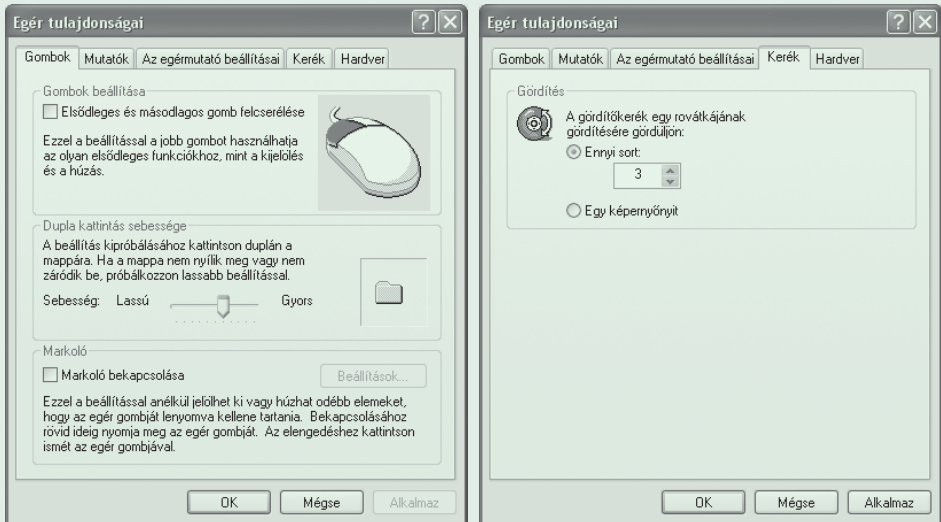 Egér tulajdonságai
Gombok Mutatók Az egérmutató beállításai Kerék Hardver
Gombok beállítása
Elsődleges és másodlagos gomb felcserélése
Ezzel a beállítással a jobb gombot használhatja
az olyan elsődleges funkciókhoz, mint a kijelölés
és a húzás.
Dupla kattintás sebessége
A beállítás kipróbálásához kattintson duplán a
mappára. Ha a mappa nem nyílik meg vagy nem
záródik be, próbálkozzon lassabb beállítással.
Sebesség: Lassú Gyors
Markoló
Markoló bekapcsolása
Beállítások...
Ezzel a beállítással anélkül jelölhet ki vagy húzhat odébb elemeket,
hogy az egér gombját lenyomva kellene tartania. Bekapcsolásához
rövid ideig nyomja meg az egér gombját. Az elengedéshez kattintson
ismét az egér gombjával.
OK Mégse Alkalmaz
Egér tulajdonságai
Gombok Mutatók Az egérmutató beállításai Kerék Hardver
Gördítés
A gördítőkerék egy rovátkájának
gördítésére gördüljön:
Ennyi sort:
3
Egy képernyőnyit
OK Mégse Alkalmaz